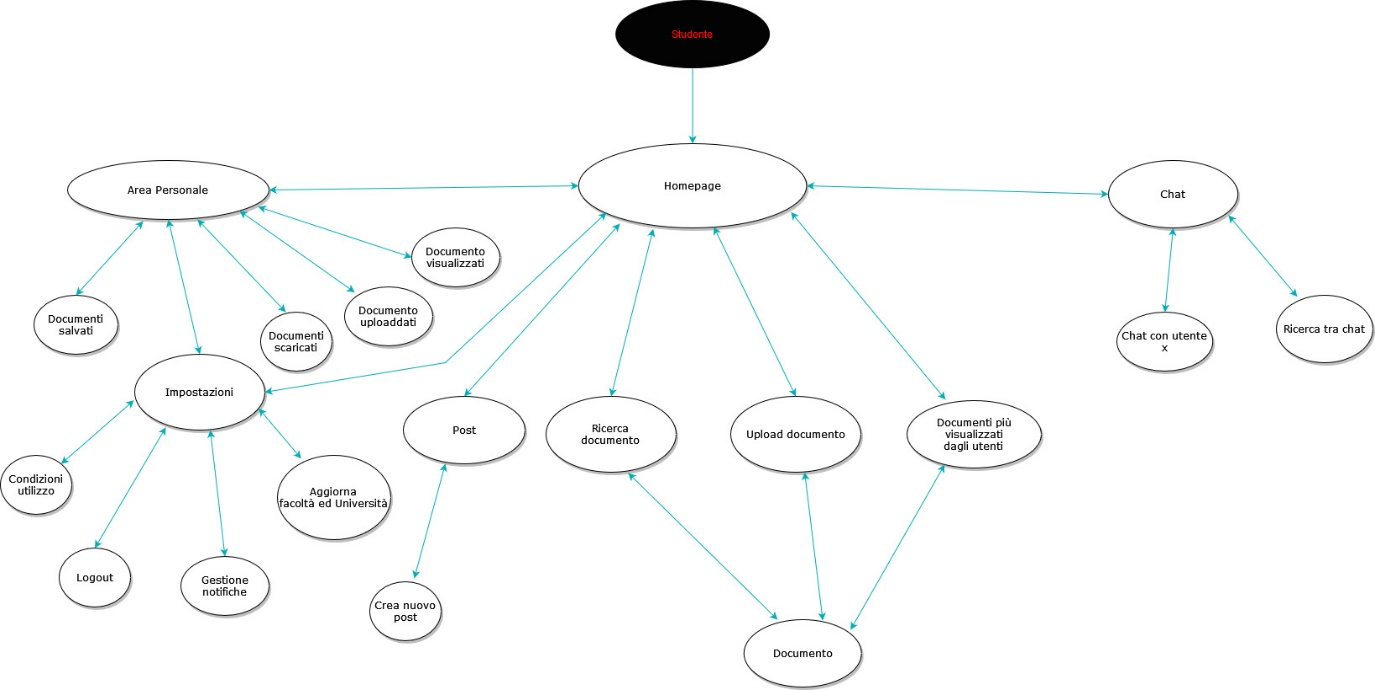 Studente
Area Personale
Homepage
Chat
Documento
visualizzati
Documento
uploaddati
Documenti
salvati
Documenti
scaricati
Chat con utente
x
Ricerca tra chat
Impostazioni
Post
Ricerca
documento
Upload documento
Documenti più
visualizzati
dagli utenti
Condizioni
utilizzo
Aggiorna
facoltà ed Università
Logout
Gestione
notifiche
Crea nuovo
post
Documento